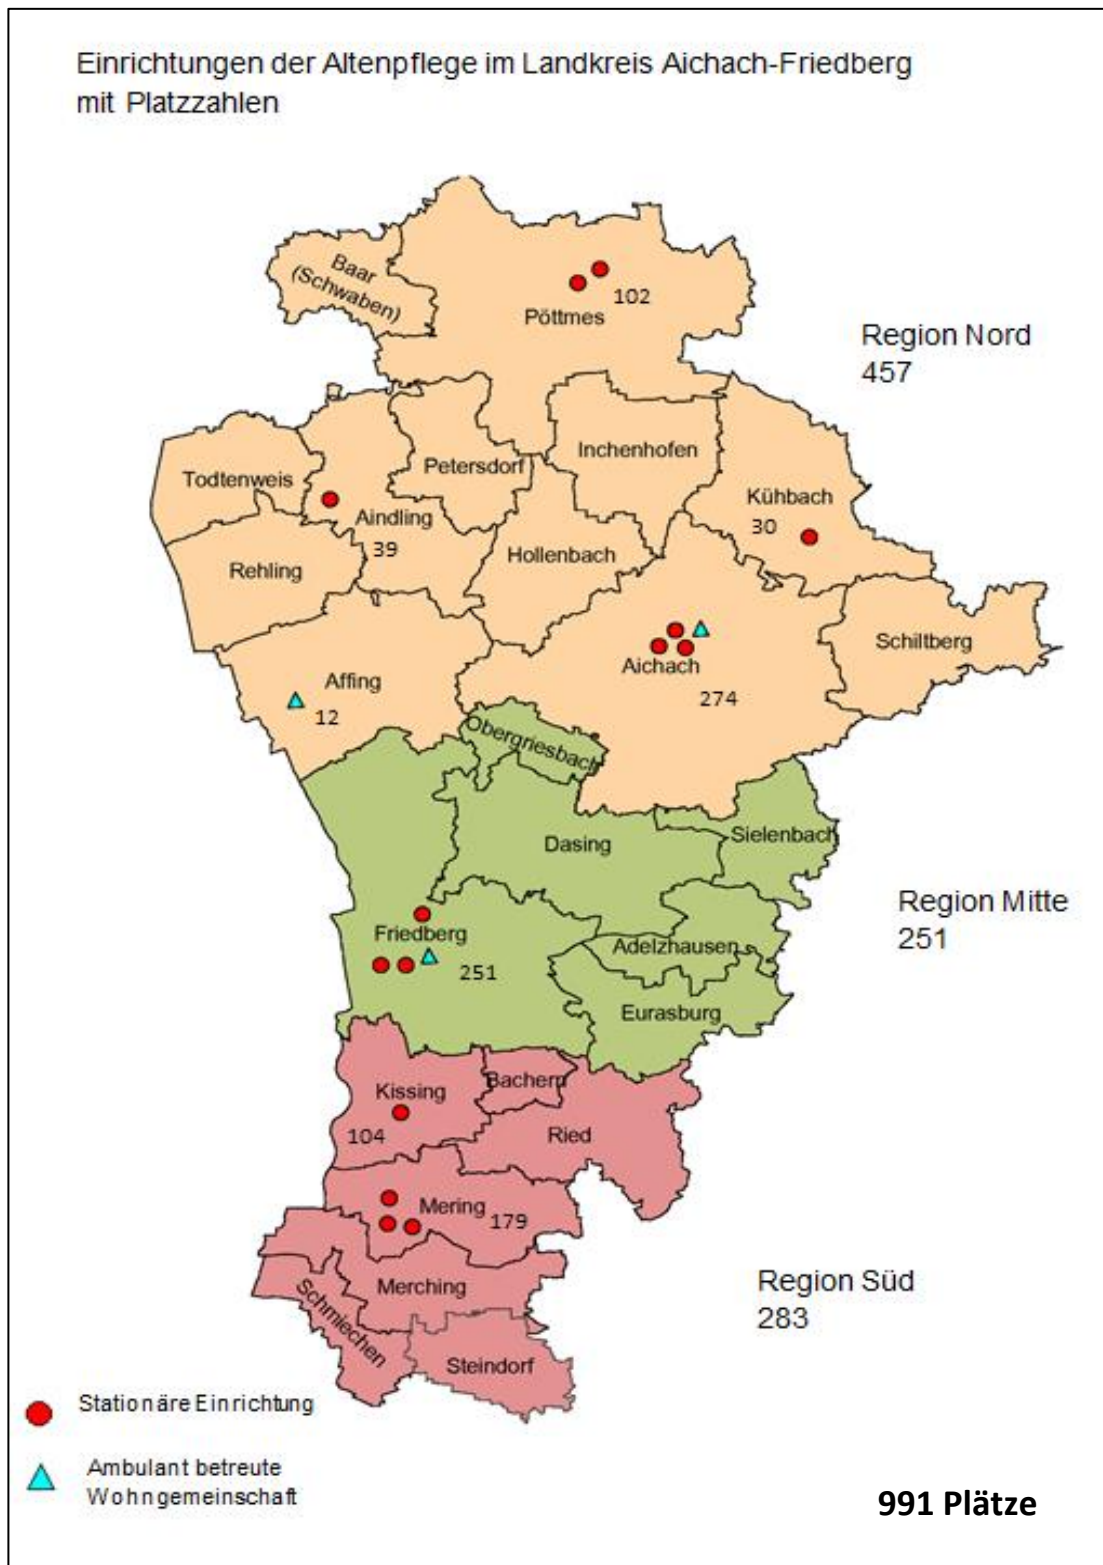 Einrichtungen der Altenpflege im Landkreis Aichach-Friedberg
mit Platzzahlen
Baar
(Schwaben)
102
Pöttmes
Region Nord
457
Inchenhofen
Petersdorf
Todtenweis
Kühbach
30
Aindling
39
Hollenbach
Rehling
Schiltberg
Aichach
274
Affing
12
Obergriesbach
Sielenbach
Dasing
Region Mitte
251
Friedberg
251
Adelzhausen
Eurasburg
Kissing
Bachern
104
Ried
Mering
179
Region Süd
283
Merching
Schmiechen
Steindorf
Stationäre Einrichtung
Ambulant betreute
Wohngemeinschaft
991 Plätze